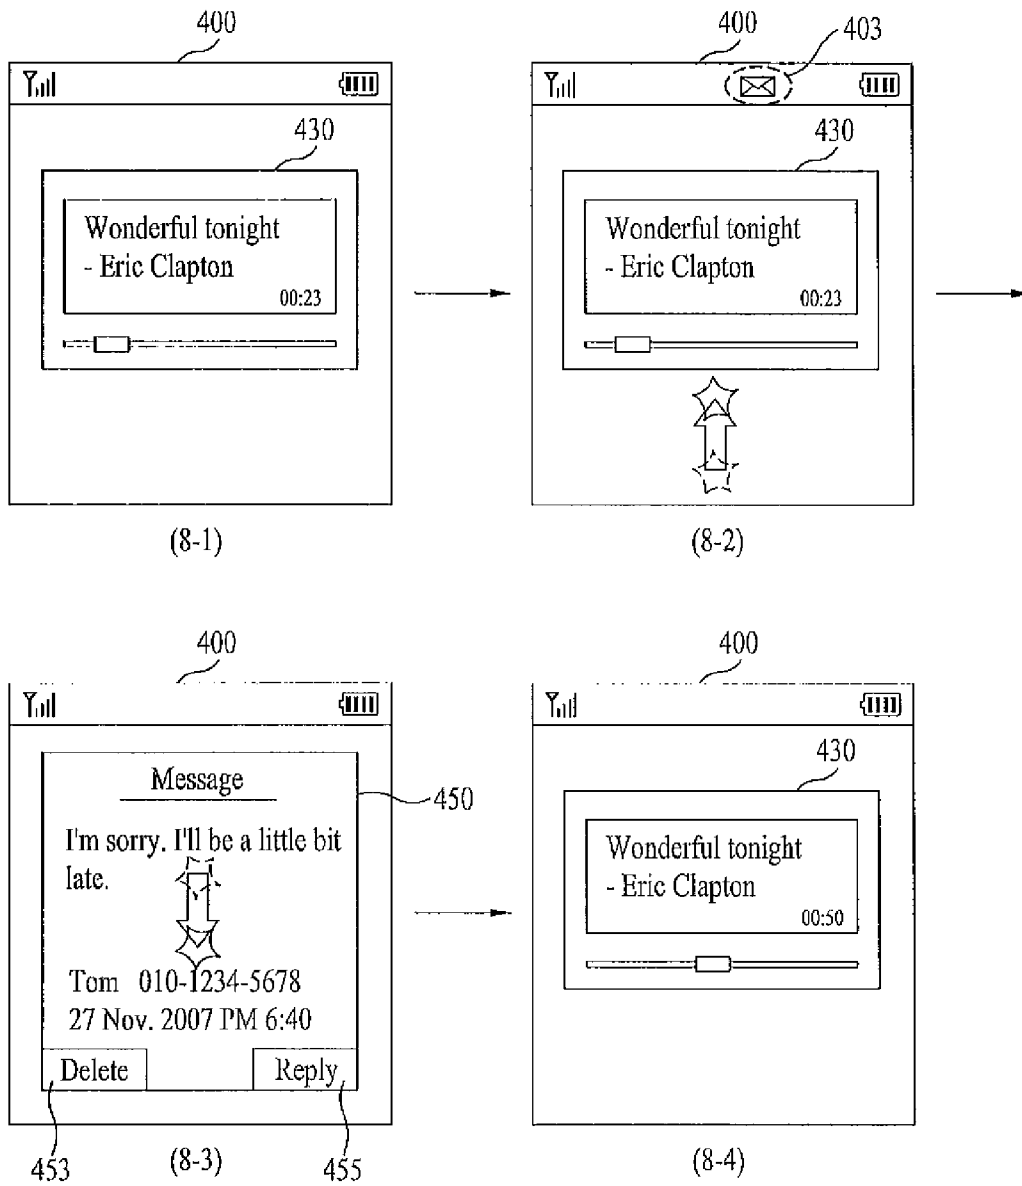 400
400
403
430
430
Wonderful tonight
- Eric Clapton
00:23
Wonderful tonight
- Eric Clapton
00:23
(8-1)
(8-2)
400
400
430
Message
450
I'm sorry. I'll be a little bit
late.
Tom 010-1234-5678
27 Nov. 2007 PM 6:40
Delete
Reply
Wonderful tonight
- Eric Clapton
00:50
453
(8-3)
455
(8-4)